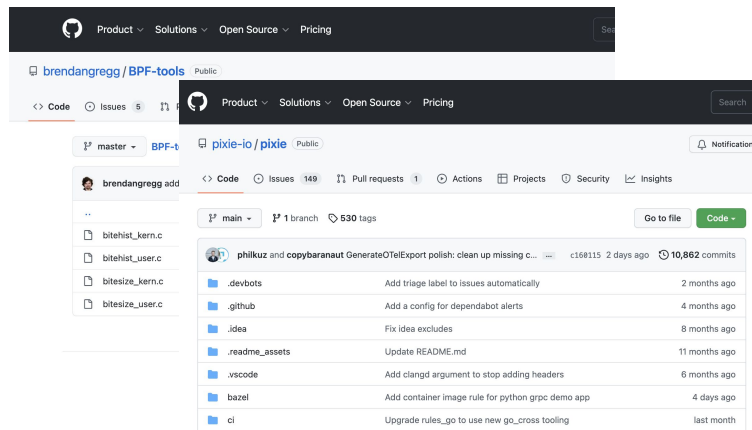 Product Solutions Open Source Pricing
brendangregg / BPF-tools Public
<> Code Issues 5
master
brendangregg add
..
bitehist_kern.c
bitehist_user.c
bitesize_kern.c
bitesize_user.c
Product Solutions Open Source Pricing Search
pixie-io / pixie Public Notification
<> Code Issues 149 Pull requests 1 Actions Projects Security Insights
main 1 branch 530 tags Go to file Code
philkuz and copybaranaut GenerateOTelExport polish: clean up missing c... ... c160115 2 days ago 10,862 commits
.devbots Add triage label to issues automatically 2 months ago
.github Add a config for dependabot alerts 4 months ago
.idea Fix idea excludes 8 months ago
.readme_assets Update README.md 11 months ago
.vscode Add clangd argument to stop adding headers 6 months ago
bazel Add container image rule for python grpc demo app 4 days ago
ci Upgrade rules_go to use new go_cross tooling last month